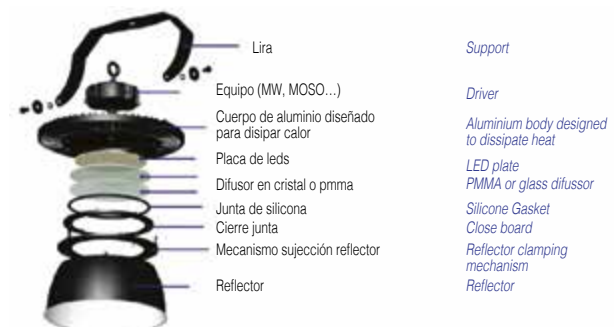 Lira
Support
Equipo (MW, MOSO…)
Driver
Cuerpo de aluminio diseñado
para disipar calor
Aluminium body designed
to dissipate heat
Placa de leds
LED plate
Difusor en cristal o pmma
PMMA or glass difussor
Junta de silicona
Silicone Gasket
Cierre junta
Close board
Mecanismo sujección reflector
Reflector clamping
mechanism
Reflector
Reflector